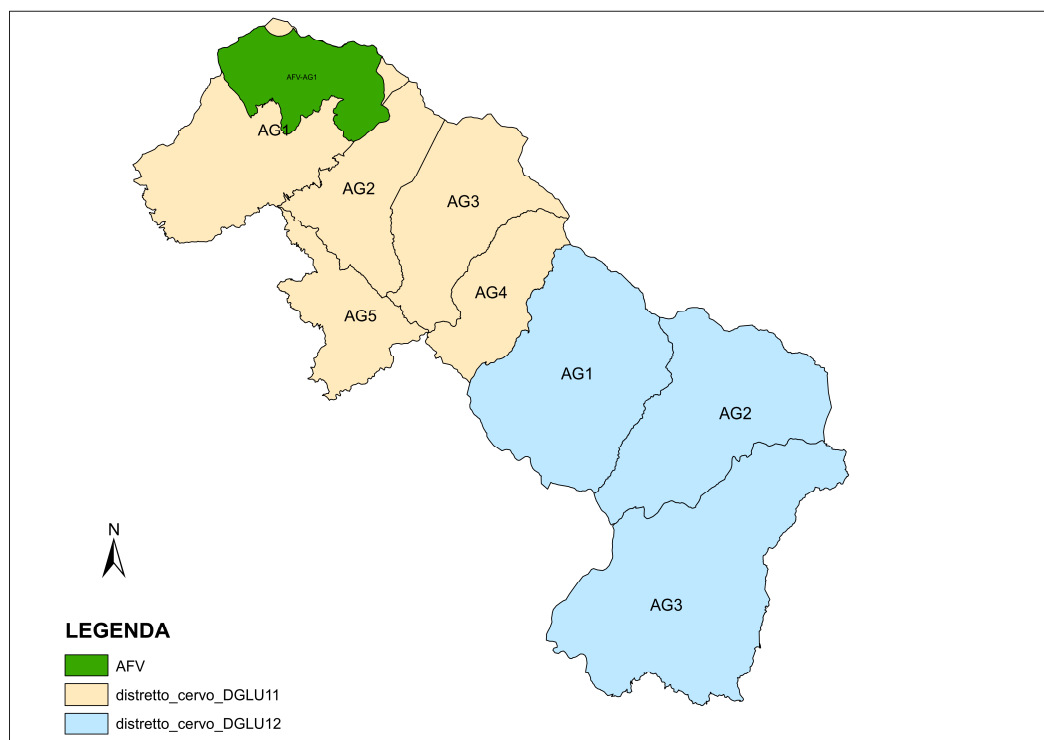 AFV-AG1
AG1
AG2
AG3
AG4
AG5
AG1
AG2
AG3
N
LEGENDA
AFV
distretto_cervo_DGLU11
distretto_cervo_DGLU12